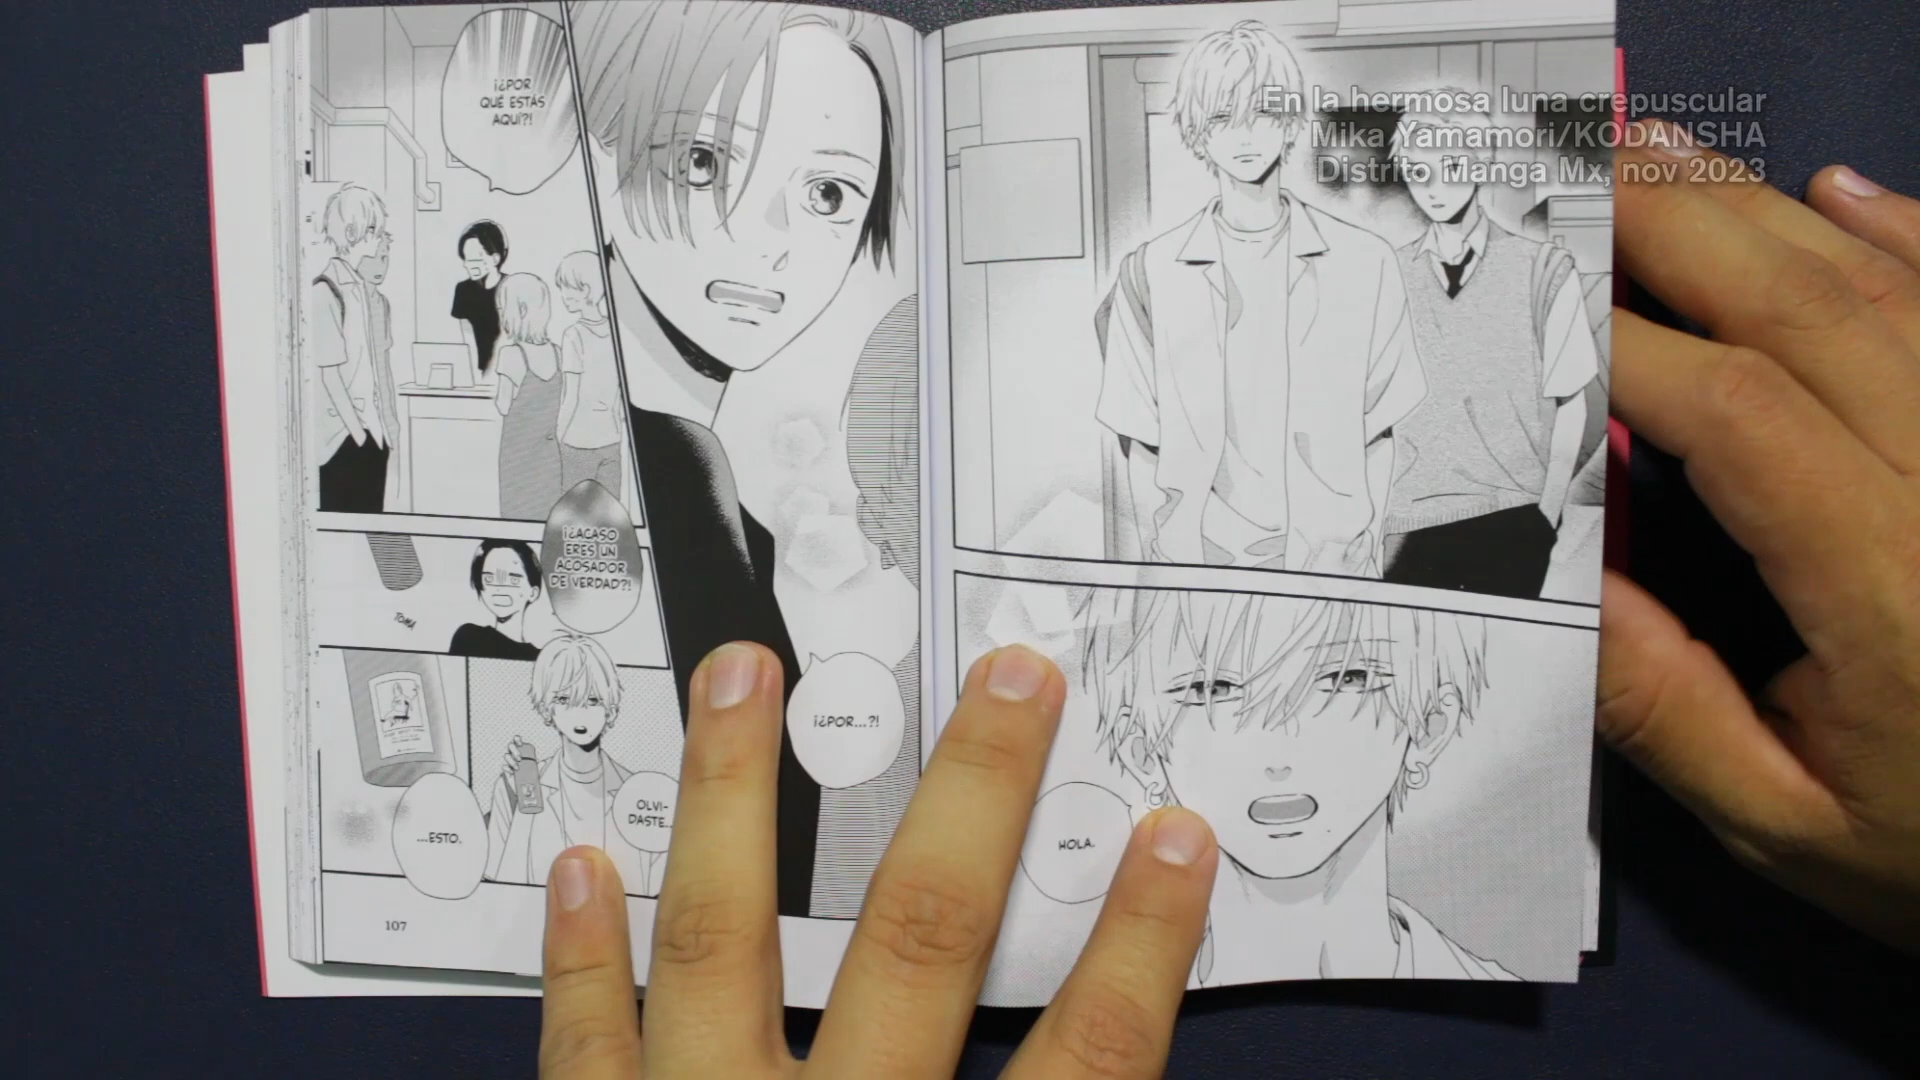 En la hermosa luna crepuscular
Mika Yamamori/KODANSHA
Distrito Manga Mx, nov 2023
HOLA.
¡¿POR...?!
¡¿POR
QUÉ ESTÁS
AQUÍ?!
¡¿ACASO
ERES UN
ACOSADOR
DE VERDAD?!
TOMA
OLVI-
DASTE...
...ESTO.
107